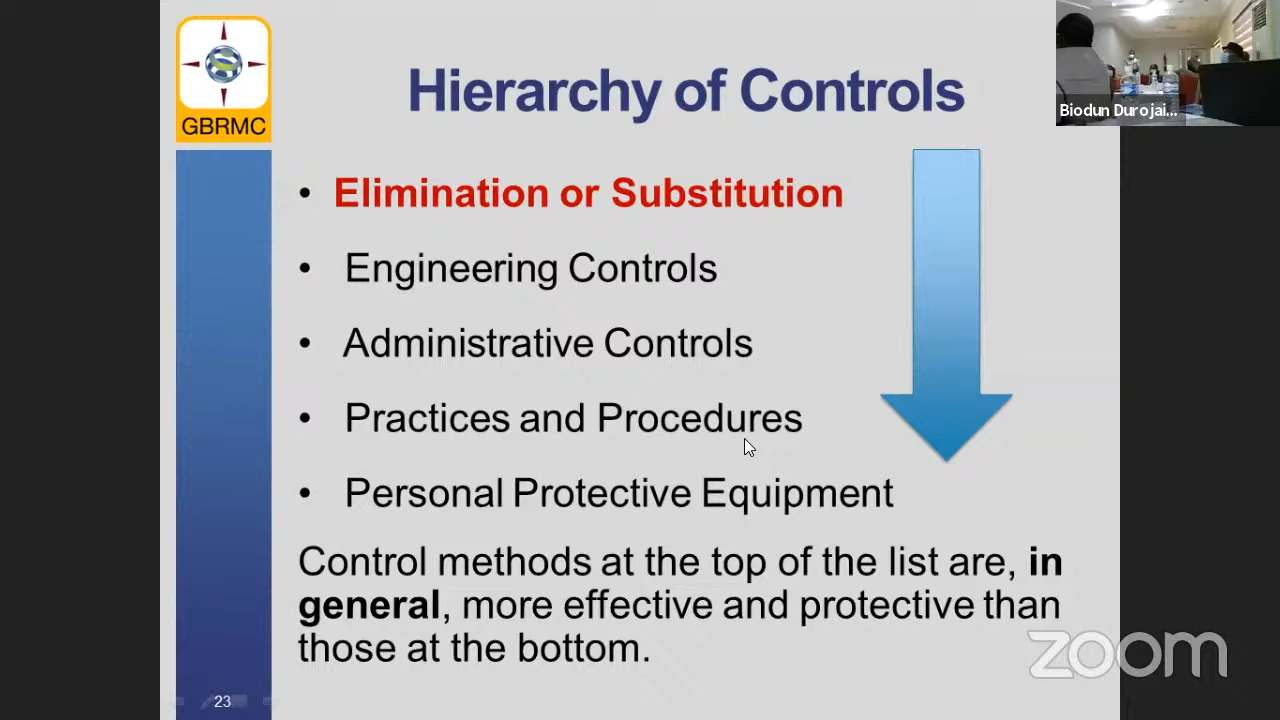 GBRMC
Hierarchy of Controls
Biodun Durojai...
• Elimination or Substitution
• Engineering Controls
• Administrative Controls
• Practices and Procedures
• Personal Protective Equipment
Control methods at the top of the list are, in
general, more effective and protective than
those at the bottom.
zoom
23